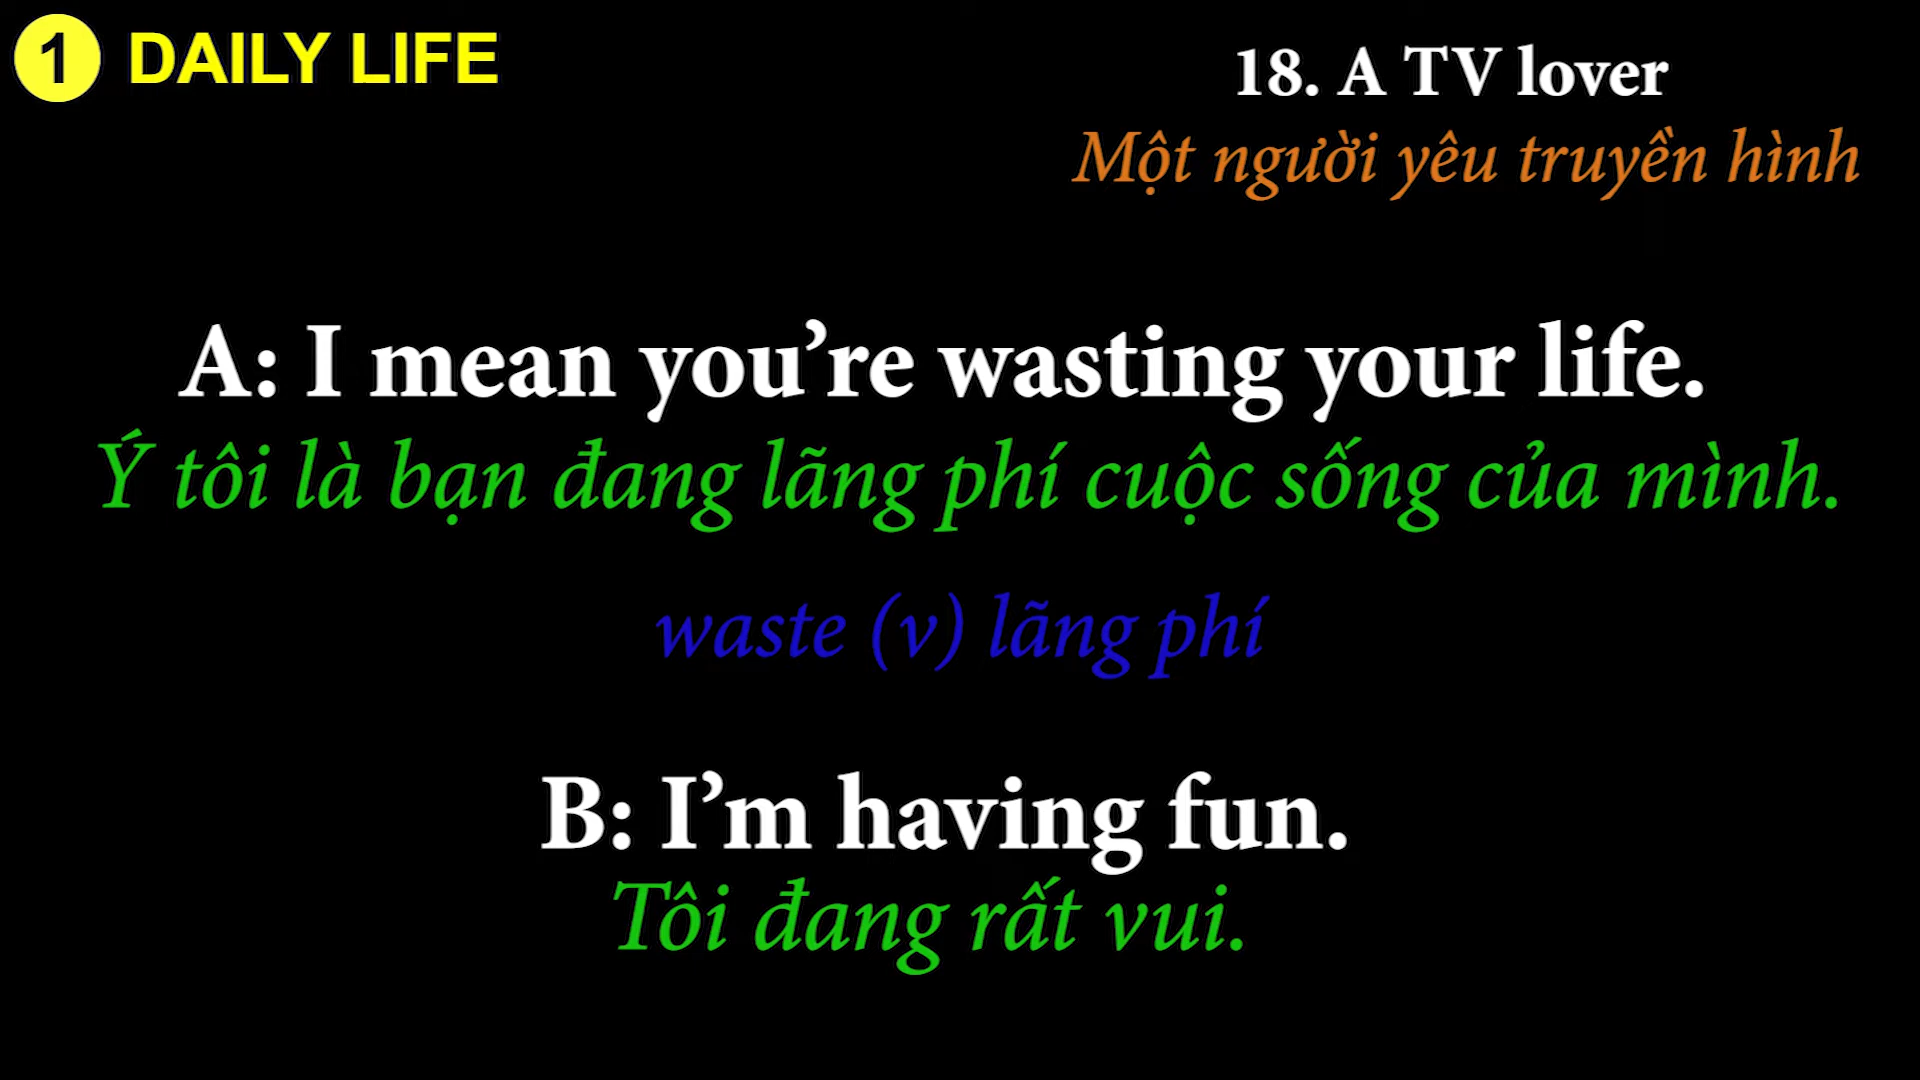 1 DAILY LIFE
18. A TV lover
Một người yêu truyền hình
A: I mean you’re wasting your life.
Ý tôi là bạn đang lãng phí cuộc sống của mình.
waste (v) lãng phí
B: I’m having fun.
Tôi đang rất vui.